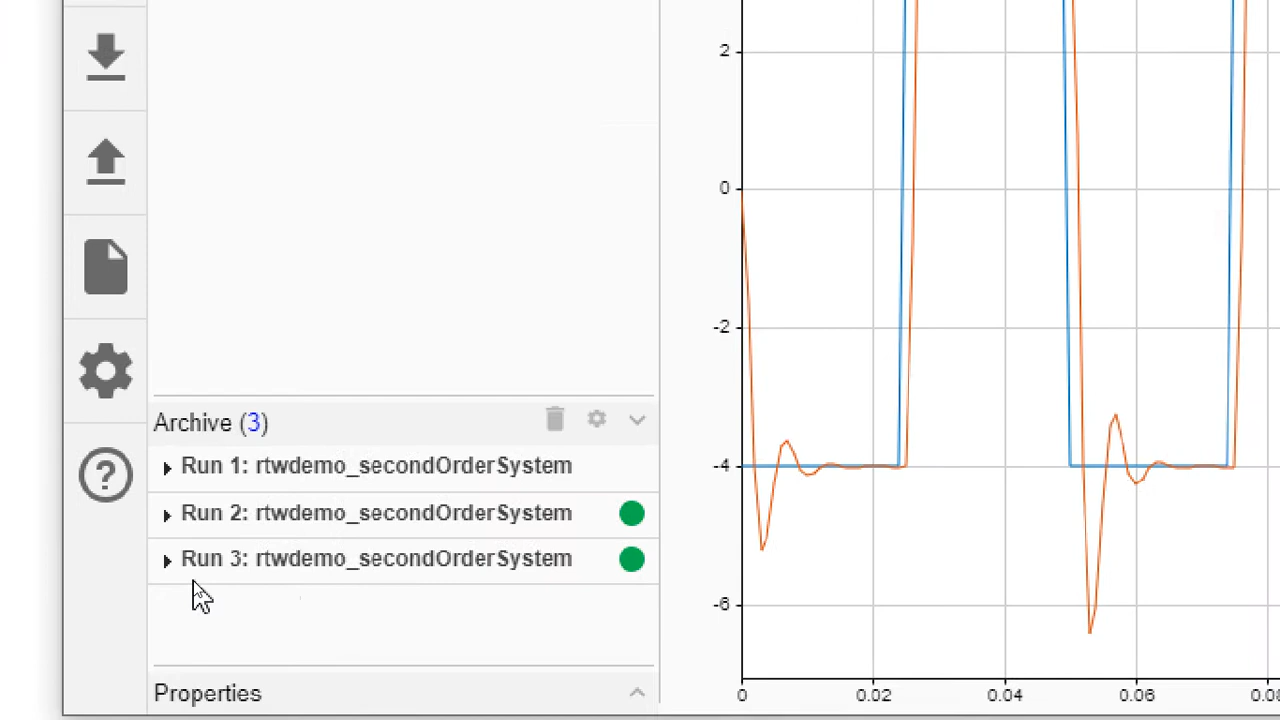 2
0
-2
-4
-6
0
0.02
0.04
0.06
Archive (3)
Run 1: rtwdemo_secondOrderSystem
Run 2: rtwdemo_secondOrderSystem
Run 3: rtwdemo_secondOrderSystem
Properties
?